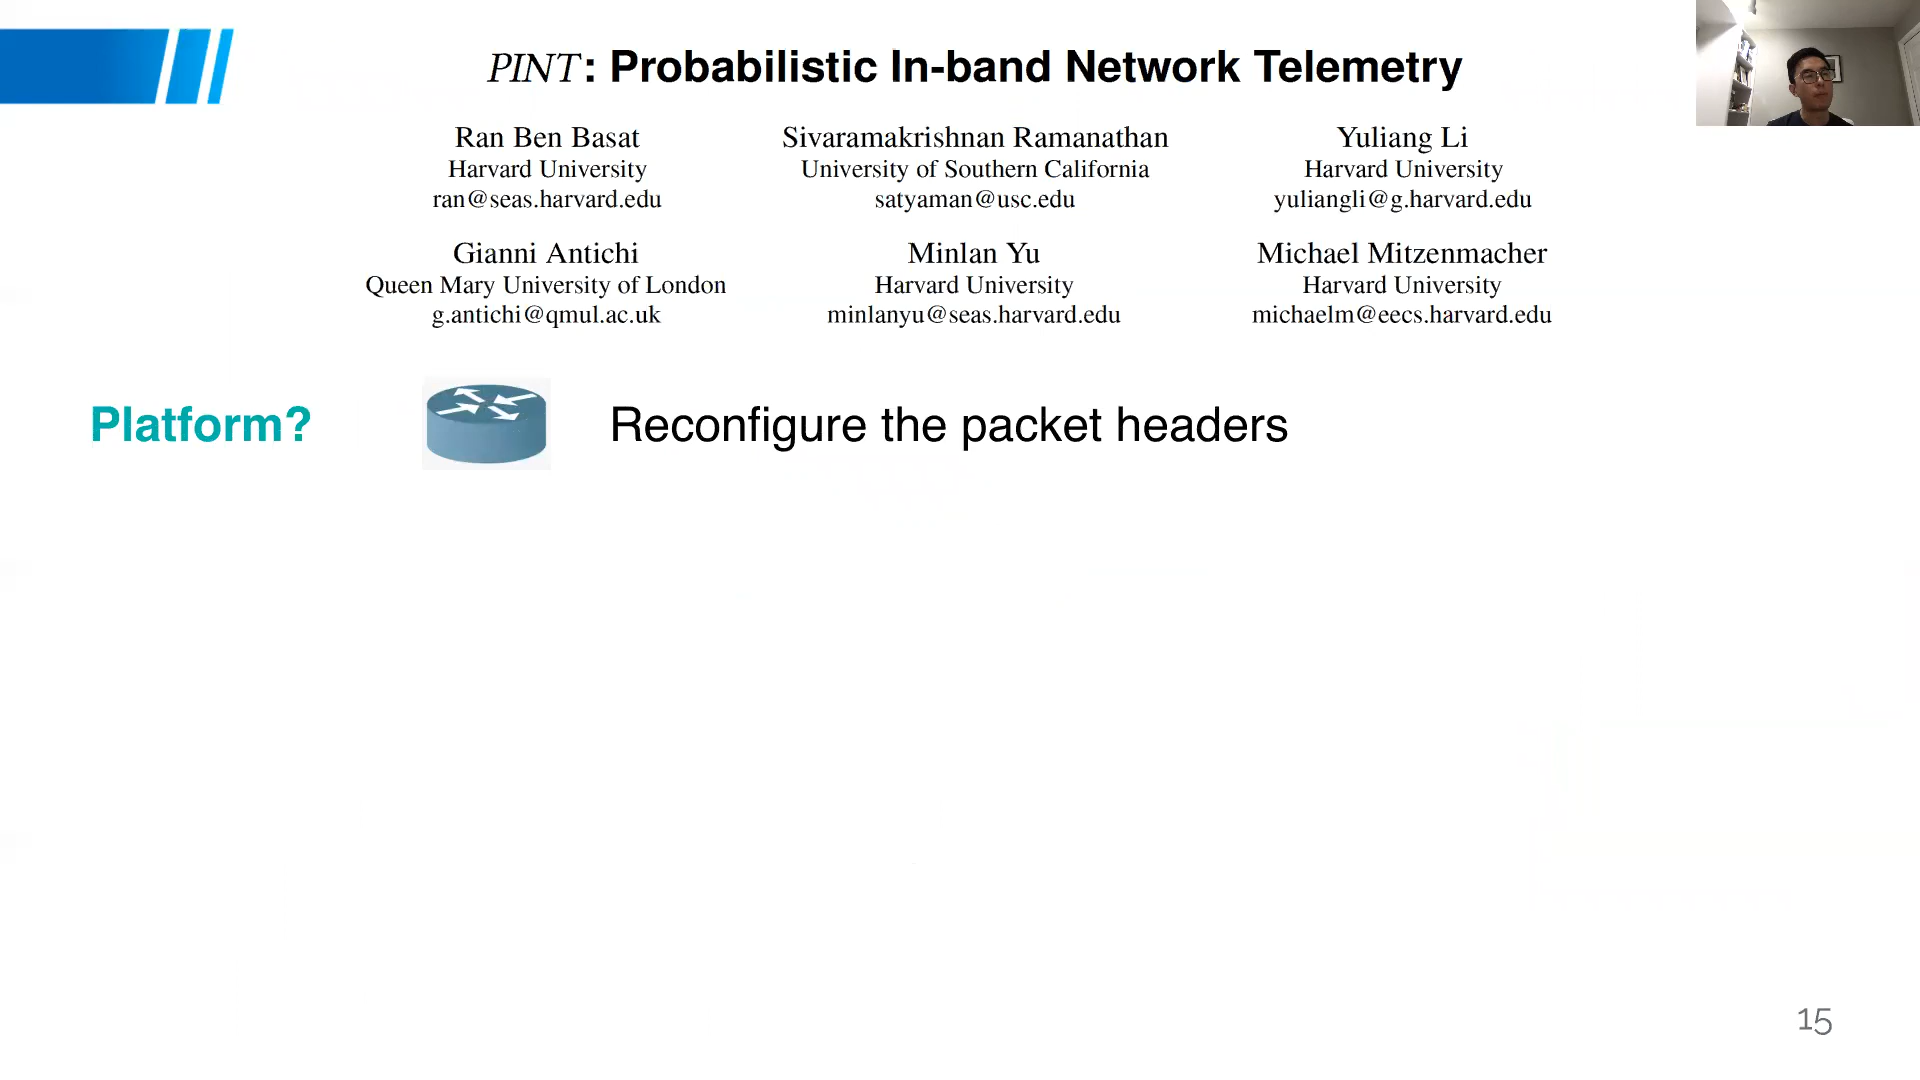 PINT: Probabilistic In-band Network Telemetry
Ran Ben Basat
Harvard University
ran@seas.harvard.edu
Sivaramakrishnan Ramanathan
University of Southern California
satyaman@usc.edu
Yuliang Li
Harvard University
yuliangli@g.harvard.edu
Gianni Antichi
Queen Mary University of London
g.antichi@qmul.ac.uk
Minlan Yu
Harvard University
minlanyu@seas.harvard.edu
Michael Mitzenmacher
Harvard University
michaelm@eecs.harvard.edu
Platform?
Reconfigure the packet headers
15